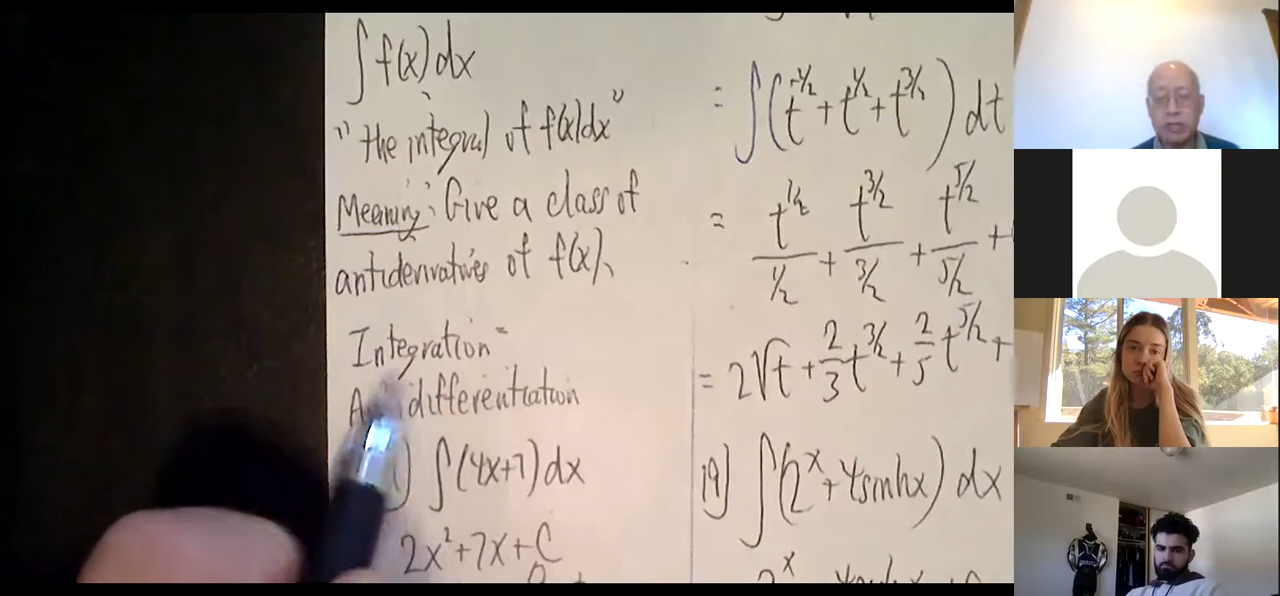 ∫ f(x) dx
"the integral of f(x)dx"
Meaning: Give a class of
antiderivatives of f(x).
Integration =
differentiation
) ∫ (4x+7) dx
2x² + 7x + C
= ∫ (t^-1/2 + t^1/2 + t^3/2) dt
= t^1/2 / 1/2 + t^3/2 / 3/2 + t^5/2 / 5/2 +
= 2√t + 2/3 t^3/2 + 2/5 t^5/2 +
19) ∫ (2^x + 4sinhx) dx